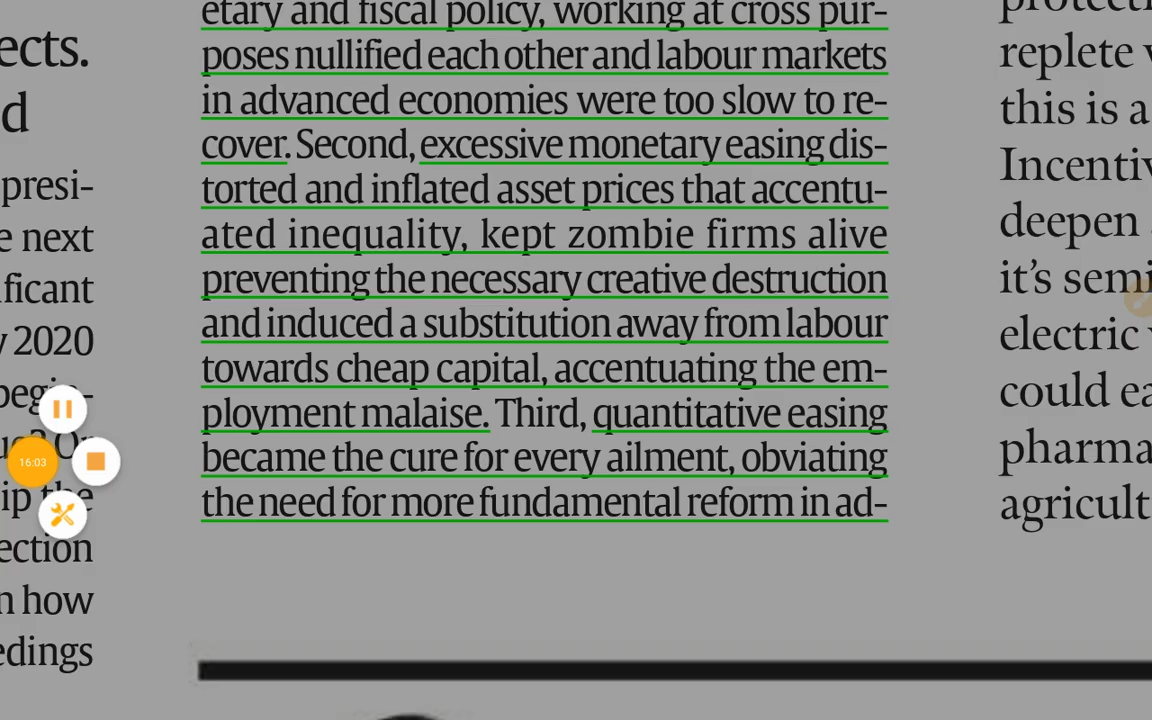 ects.
d
presi-
e next
ficant
y 2020
ip the
ection
n how
edings
16:03
etary and fiscal policy, working at cross pur-
poses nullified each other and labour markets
in advanced economies were too slow to re-
cover. Second, excessive monetary easing dis-
torted and inflated asset prices that accentu-
ated inequality, kept zombie firms alive
preventing the necessary creative destruction
and induced a substitution away from labour
towards cheap capital, accentuating the em-
ployment malaise. Third, quantitative easing
became the cure for every ailment, obviating
the need for more fundamental reform in ad-
protecti
replete
this is a
Incentiv
deepen
it's semi
electric
could ea
pharma
agricult